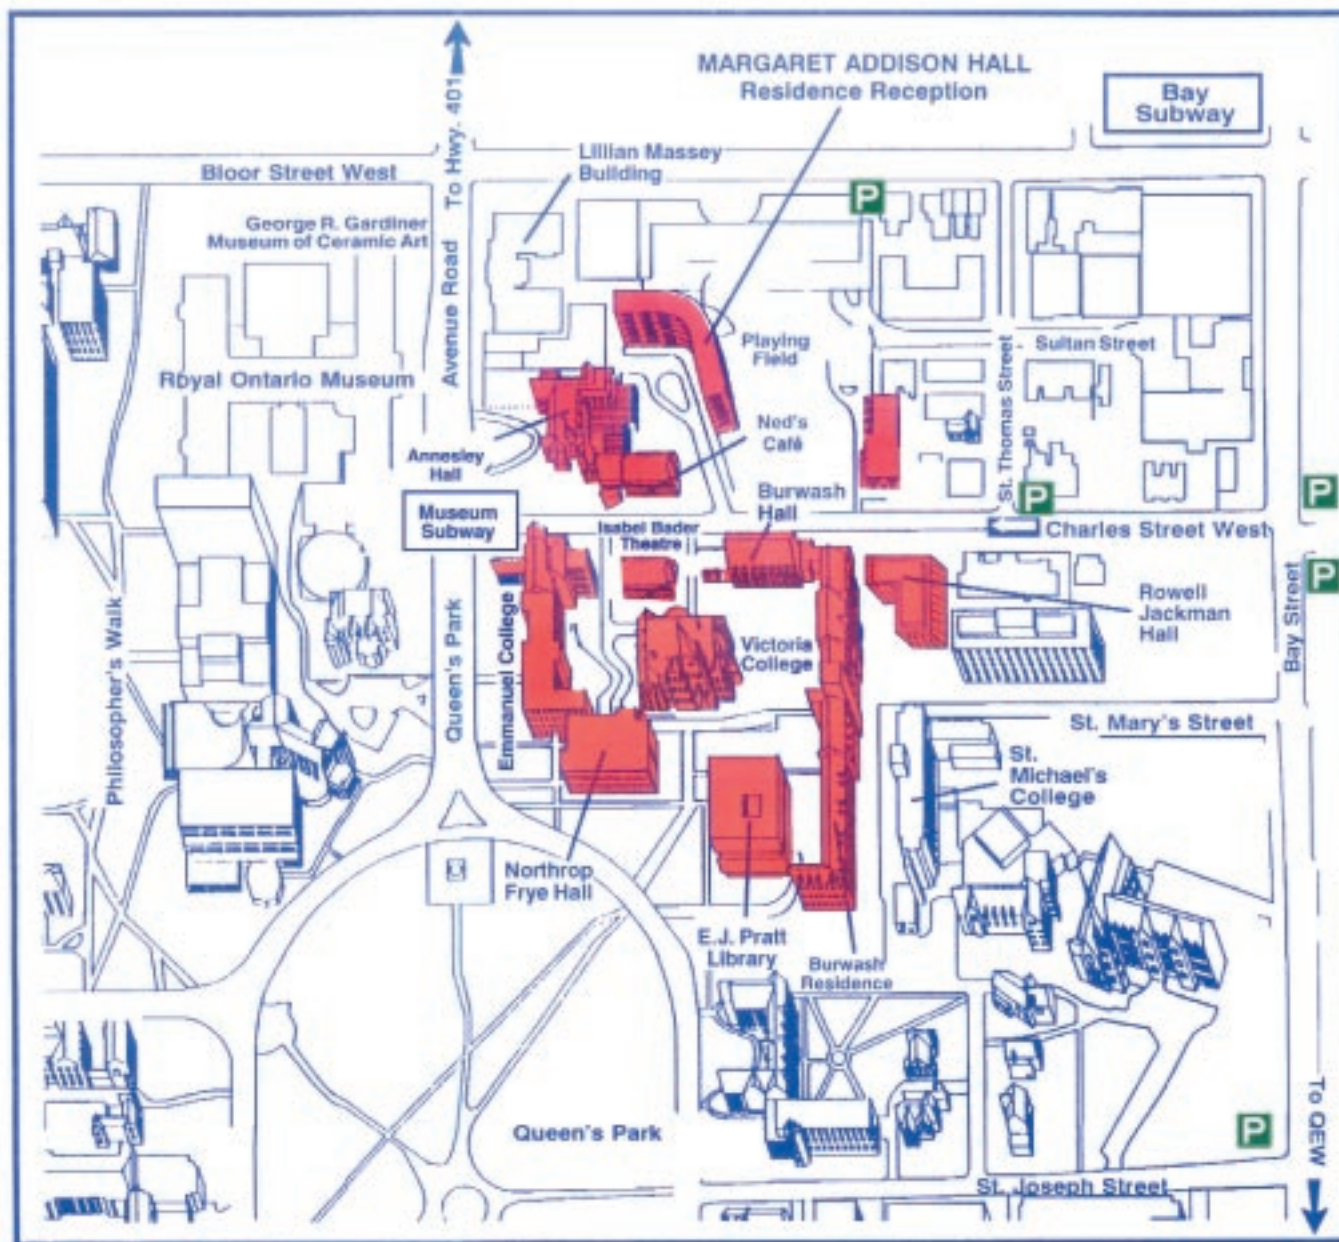 MARGARET ADDISON HALL
Residence Reception
Bay
Subway
To Hwy. 401
Lillian Massey
Building
Bloor Street West
P
George R. Gardiner
Museum of Ceramic Art
Avenue Road
Playing
Field
Sultan Street
Royal Ontario Museum
St. Thomas Street
Ned's
Café
Annesley
Hall
Burwash
Hall
P
P
Museum
Subway
Isabel Bader
Theatre
Charles Street West
P
Philosopher's Walk
Queen's Park
Emmanuel College
Victoria
College
Rowell
Jackman
Hall
Bay Street
St. Mary's Street
St.
Michael's
College
Northrop
Frye Hall
E.J. Pratt
Library
Burwash
Residence
Queen's Park
P
To QEW
St. Joseph Street